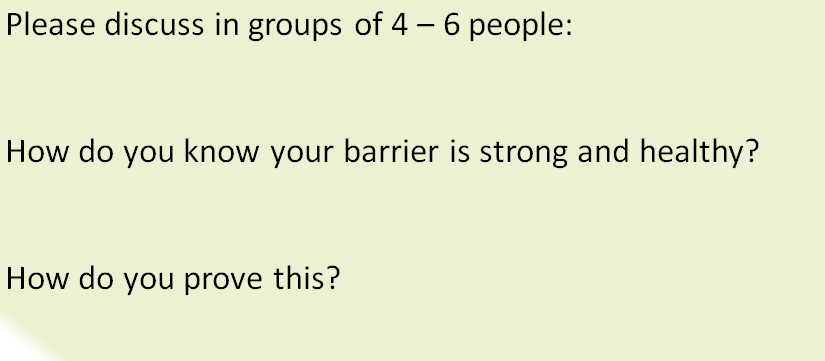 Please discuss in groups of 4 – 6 people:
How do you know your barrier is strong and healthy?
How do you prove this?